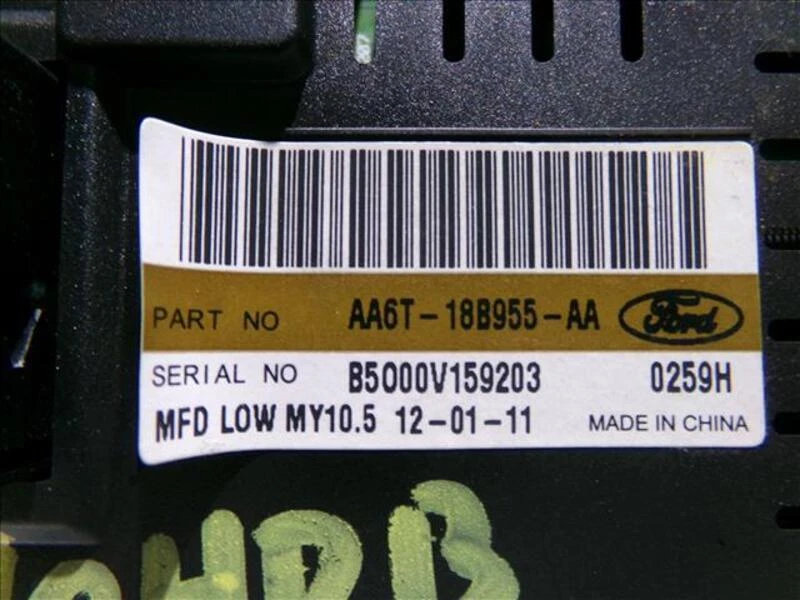 PART NO AA6T-18B955-AA Ford
SERIAL NO B5000V159203 0259H
MFD LOW MY10.5 12-01-11 MADE IN CHINA